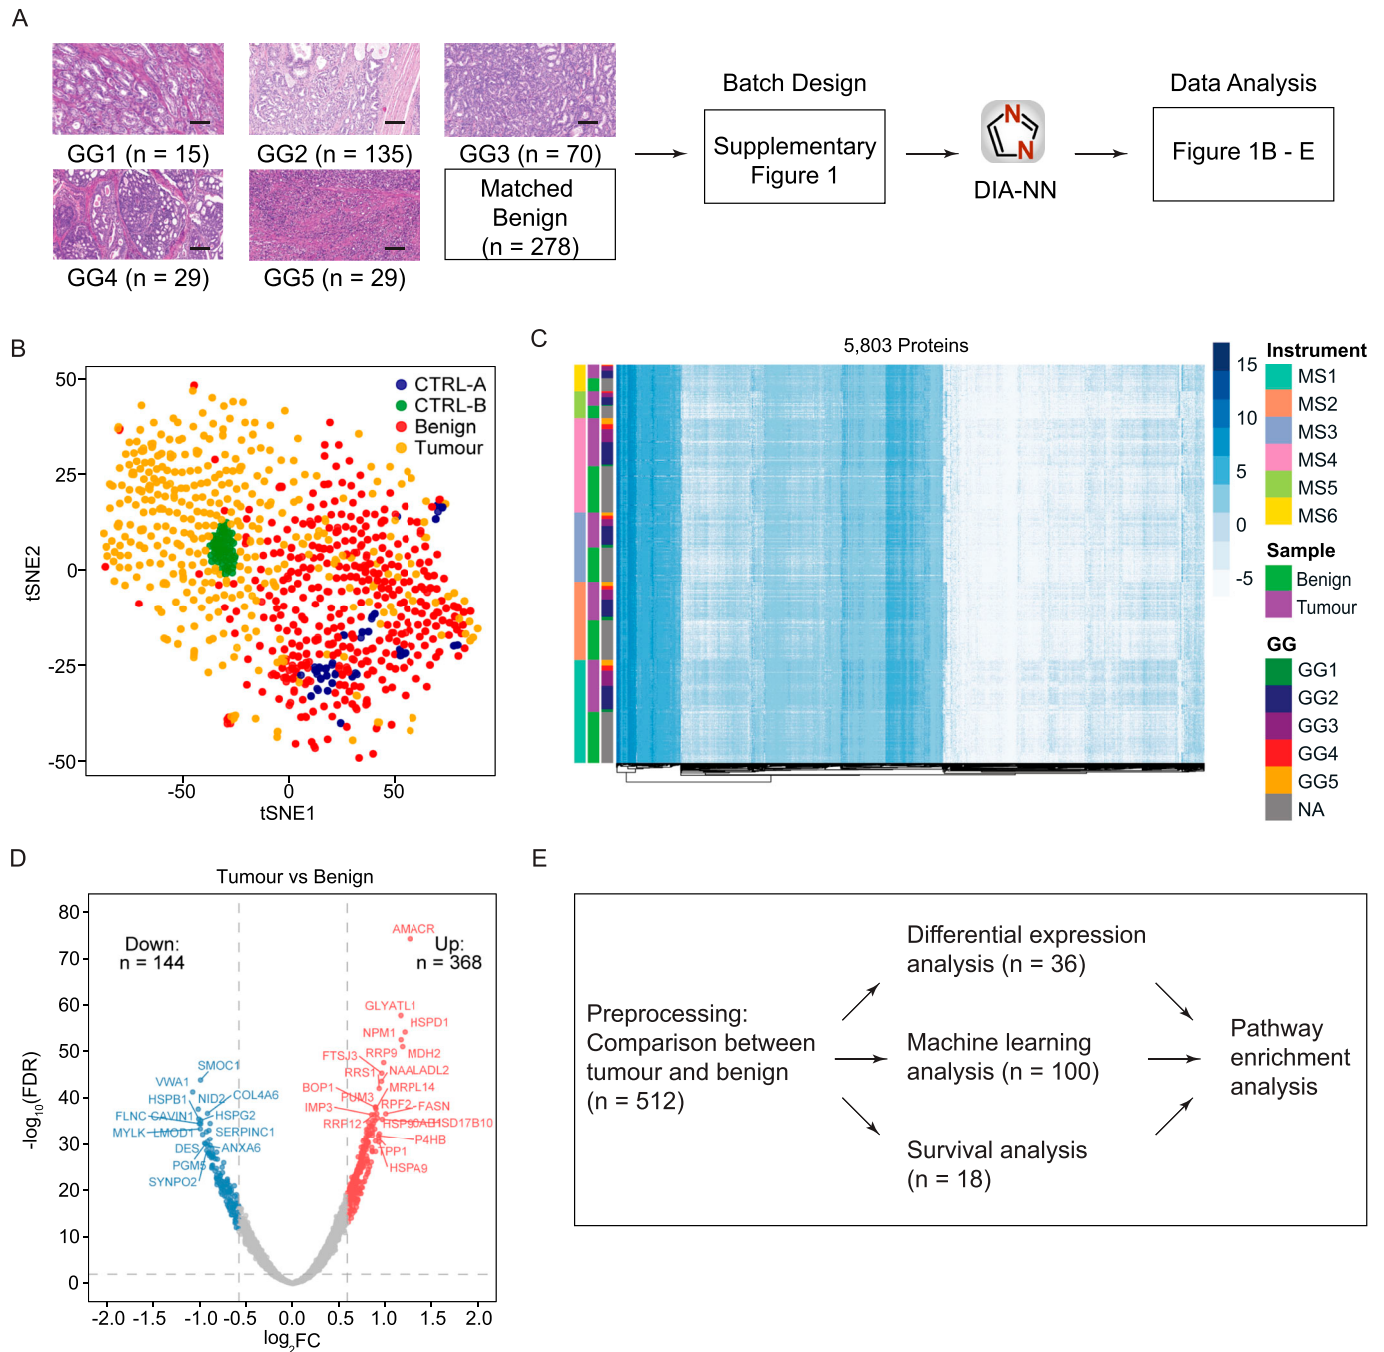 A
GG1 (n = 15)
GG2 (n = 135)
GG3 (n = 70)
GG4 (n = 29)
GG5 (n = 29)
Matched
Benign
(n = 278)
Batch Design
Supplementary
Figure 1
N
N
DIA-NN
Data Analysis
Figure 1B - E
B
50
25
0
-25
-50
tSNE2
-50
0
50
tSNE1
CTRL-A
CTRL-B
Benign
Tumour
C
5,803 Proteins
15
10
5
0
-5
Instrument
MS1
MS2
MS3
MS4
MS5
MS6
Sample
Benign
Tumour
GG
GG1
GG2
GG3
GG4
GG5
NA
D
Tumour vs Benign
80
70
60
50
40
30
20
10
0
-log10(FDR)
-2.0
-1.5
-1.0
-0.5
0.0
0.5
1.0
1.5
2.0
log2FC
Down:
n = 144
Up:
n = 368
AMACR
GLYATL1
HSPD1
NPM1
MDH2
FTSJ3
RRP9
RRS1
NAALADL2
BOP1
PUM3
MRPL14
IMP3
RPF2
FASN
RRP12
HSD17B10
P4HB
TPP1
HSPA9
SMOC1
VWA1
HSPB1
NID2
COL4A6
FLNC
CAVIN1
HSPG2
MYLK
LMOD1
SERPINC1
DES
ANXA6
PGM5
SYNPO2
E
Preprocessing:
Comparison between
tumour and benign
(n = 512)
Differential expression
analysis (n = 36)
Machine learning
analysis (n = 100)
Survival analysis
(n = 18)
Pathway
enrichment
analysis